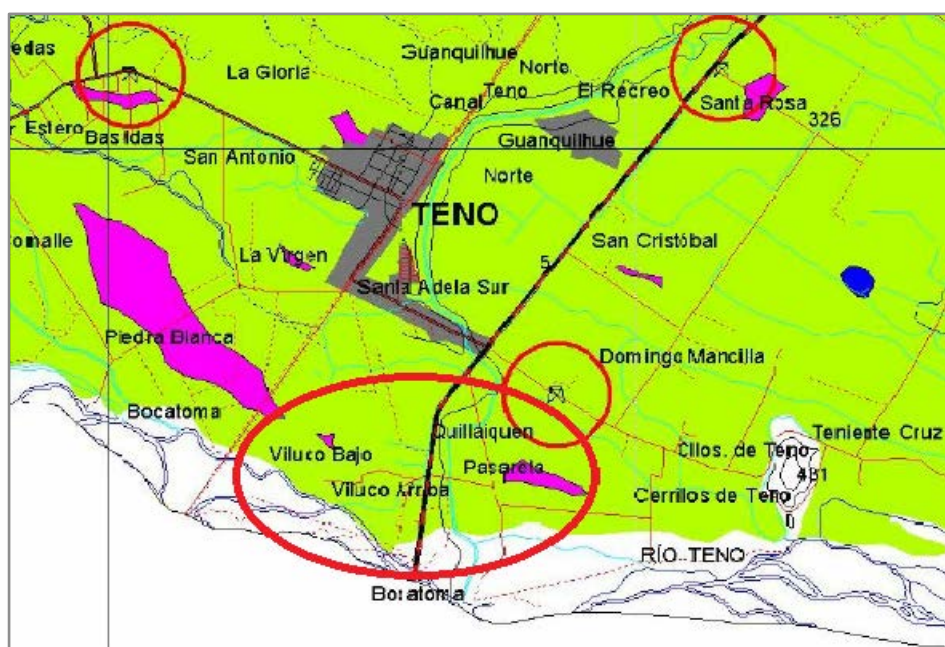 edas
La Gloria
Guanquilhue
Norte
Teno
Norte
Canal
El Recreo
Santa Rosa
326
r Estero
Basildas
San Antonio
Guanquilhue
Norte
TENO
omalle
La Virgen
San Cristóbal
5
Santa Adela Sur
Piedra Blanca
Domingo Mancilla
Bocatoma
Quillaiquen
Teniente Cruz
Viluco Bajo
Pasarela
Cllos. de Teno
431
Viluco Arriba
Cerrillos de Teno
RÍO TENO
Bocatoma